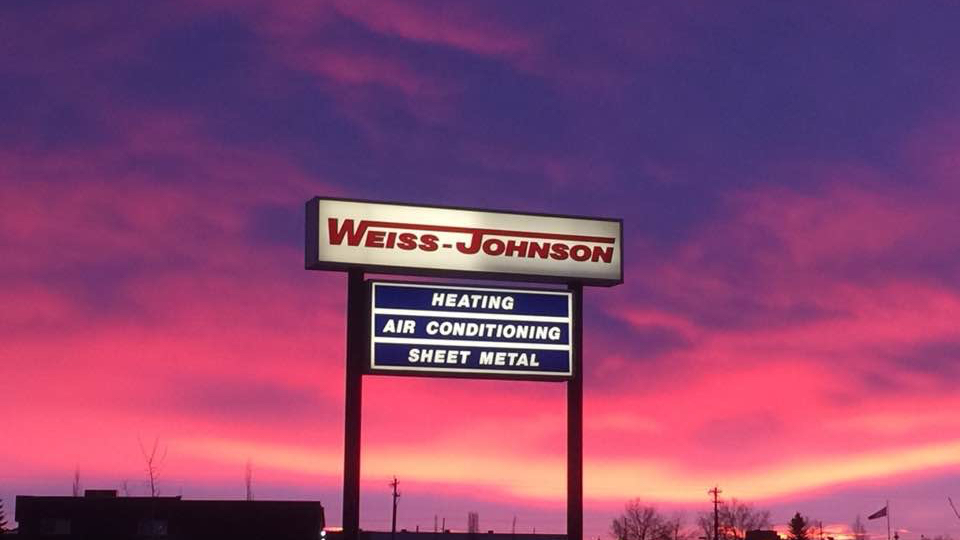 WEISS-JOHNSON
HEATING
AIR CONDITIONING
SHEET METAL